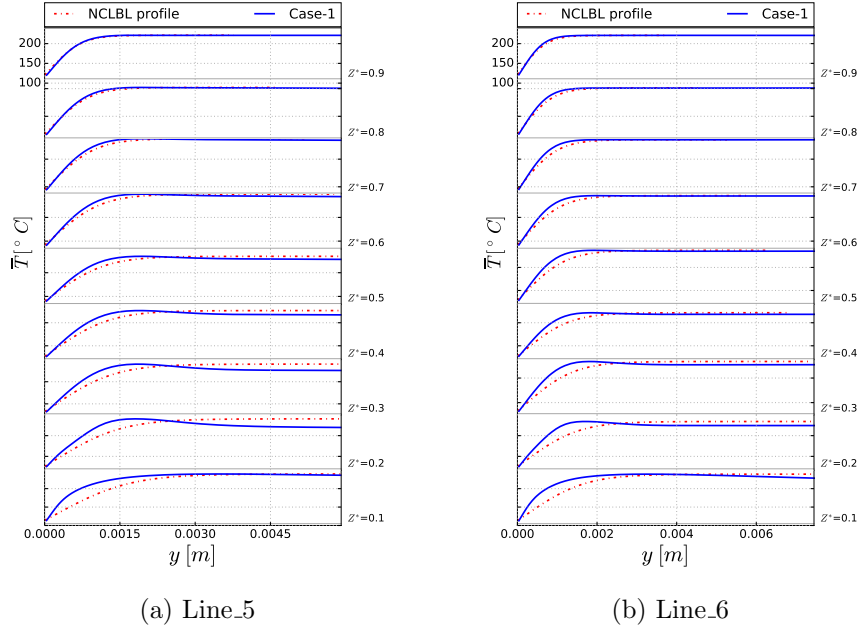 NCLBL profile Case-1
200
150
100
Z*=0.9
Z*=0.8
Z*=0.7
Z*=0.6
Z*=0.5
Z*=0.4
Z*=0.3
Z*=0.2
Z*=0.1
T̅[° C]
0.0000 0.0015 0.0030 0.0045
y [m]
(a) Line_5
NCLBL profile Case-1
200
150
100
Z*=0.9
Z*=0.8
Z*=0.7
Z*=0.6
Z*=0.5
Z*=0.4
Z*=0.3
Z*=0.2
Z*=0.1
T̅[° C]
0.000 0.002 0.004 0.006
y [m]
(b) Line_6